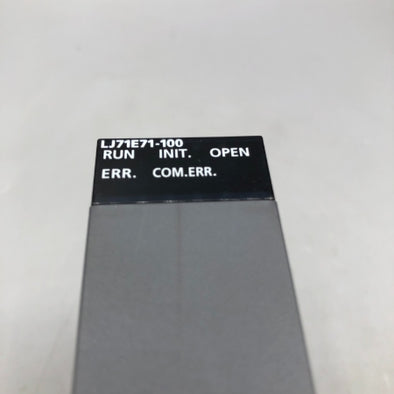 LJ71E71-100
RUN INIT. OPEN
ERR. COM.ERR.